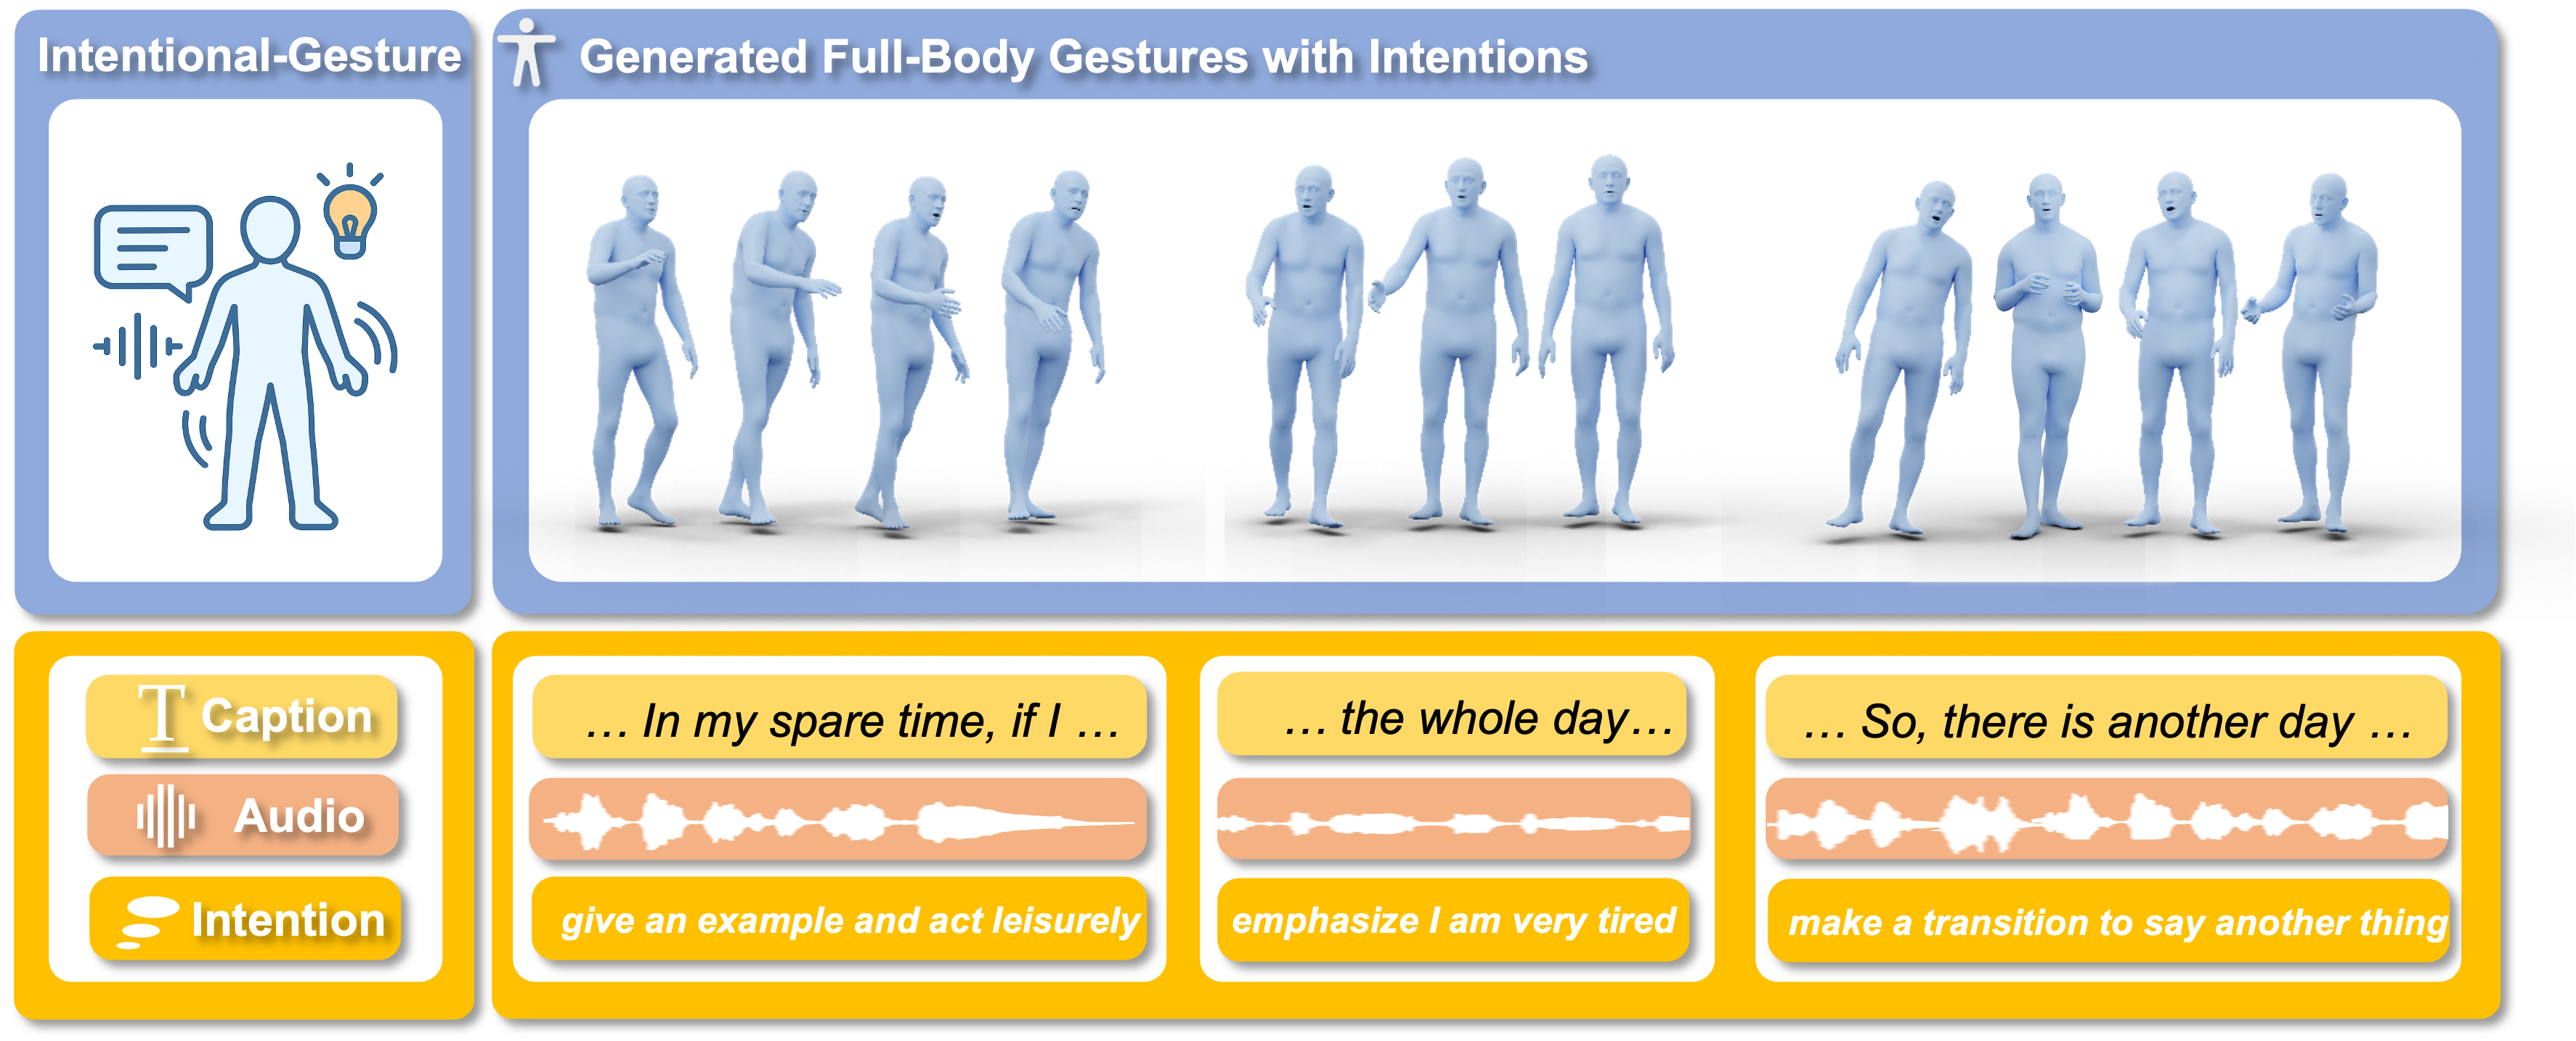 Intentional-Gesture
Generated Full-Body Gestures with Intentions
T Caption
… In my spare time, if I …
… the whole day…
… So, there is another day …
Audio
Intention
give an example and act leisurely
emphasize I am very tired
make a transition to say another thing